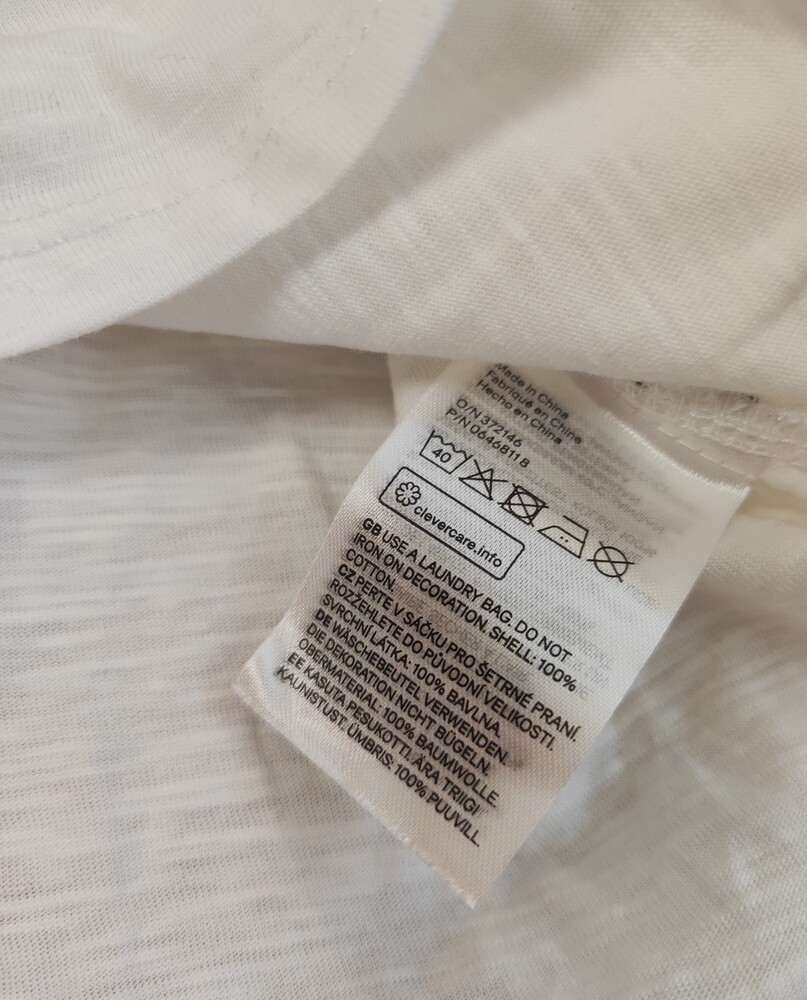 Made in China
Fabriqué en Chine
Hecho en China
O/N 372146
P/N 06468118
40
clevercare.info
GB USE A LAUNDRY BAG. DO NOT
IRON ON DECORATION. SHELL: 100%
COTTON.
CZ PERTE V SÁČKU PRO ŠETRNÉ PRANÍ.
ROZŽEHLETE DO PŮVODNÍ VELIKOSTI.
SVRCHNÍ LÁTKA: 100% BAVLNA.
DE WÄSCHEBEUTEL VERWENDEN.
DIE DEKORATION NICHT BÜGELN.
OBERMATERIAL: 100% BAUMWOLLE.
EE KASUTA PESUKOTTI. ÄRA TRIIGI
KAUNISTUST. ÜMBRIS: 100% PUUVILL.